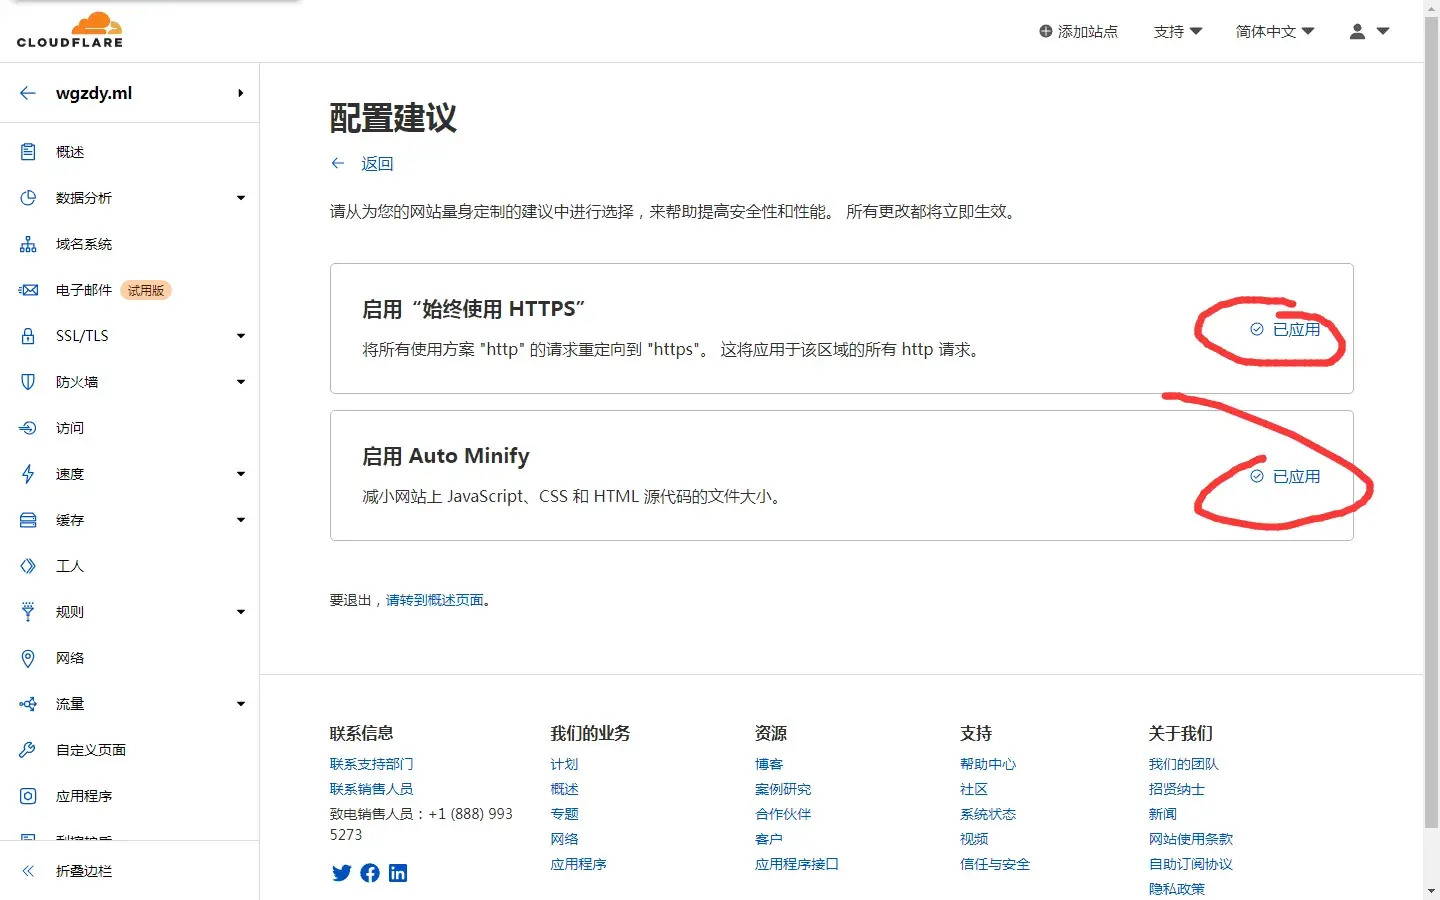 CLOUDFLARE
添加站点
支持
简体中文
wgzdy.ml
概述
数据分析
域名系统
电子邮件 试用版
SSL/TLS
防火墙
访问
速度
缓存
工人
规则
网络
流量
自定义页面
应用程序
折叠边栏
配置建议
返回
请从为您的网站量身定制的建议中进行选择，来帮助提高安全性和性能。 所有更改都将立即生效。
启用“始终使用 HTTPS”
将所有使用方案 "http" 的请求重定向到 "https"。 这将应用于该区域的所有 http 请求。
已应用
启用 Auto Minify
减小网站上 JavaScript、CSS 和 HTML 源代码的文件大小。
已应用
要退出，请转到概述页面。
联系信息
联系支持部门
联系销售人员
致电销售人员：+1 (888) 993
5273
我们的业务
计划
概述
专题
网络
应用程序
资源
博客
案例研究
合作伙伴
客户
应用程序接口
支持
帮助中心
社区
系统状态
视频
信任与安全
关于我们
我们的团队
招贤纳士
新闻
网站使用条款
自助订阅协议
隐私政策